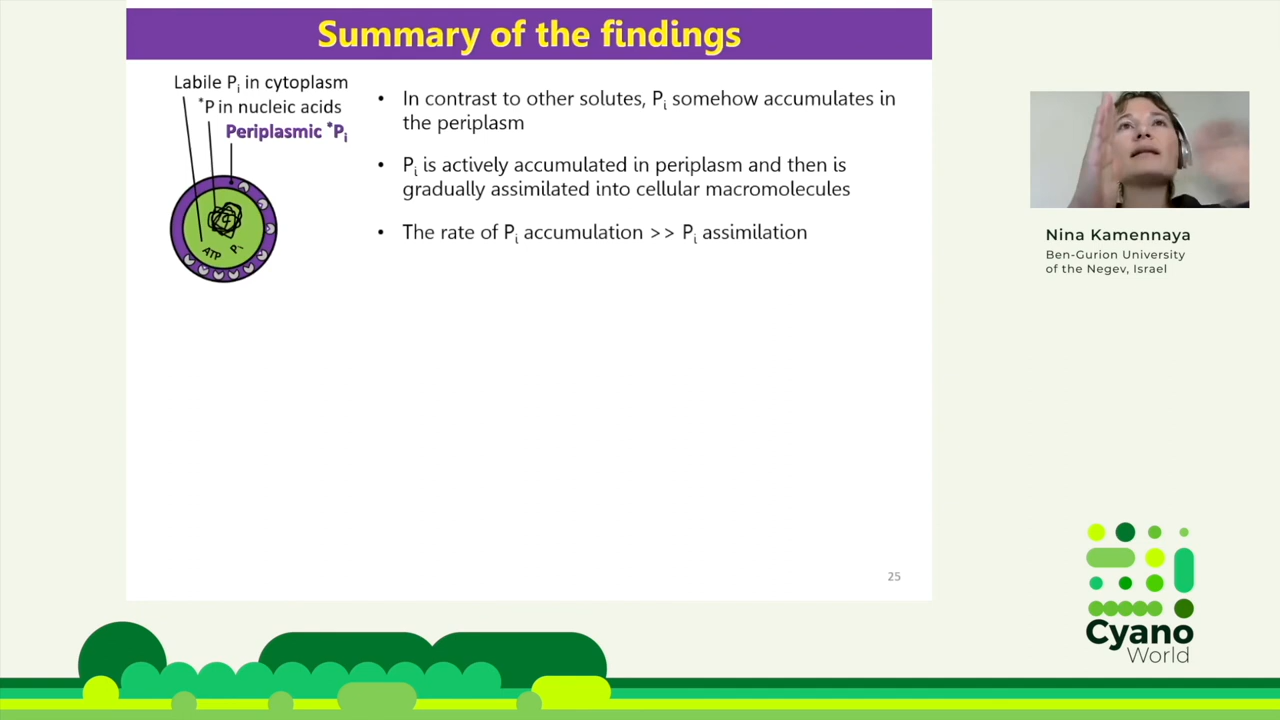 Summary of the findings
Labile Pi in cytoplasm
*P in nucleic acids
Periplasmic *Pi
ATP Pi
• In contrast to other solutes, Pi somehow accumulates in
the periplasm
• Pi is actively accumulated in periplasm and then is
gradually assimilated into cellular macromolecules
• The rate of Pi accumulation >> Pi assimilation
25
Nina Kamennaya
Ben-Gurion University
of the Negev, Israel
Cyano
World